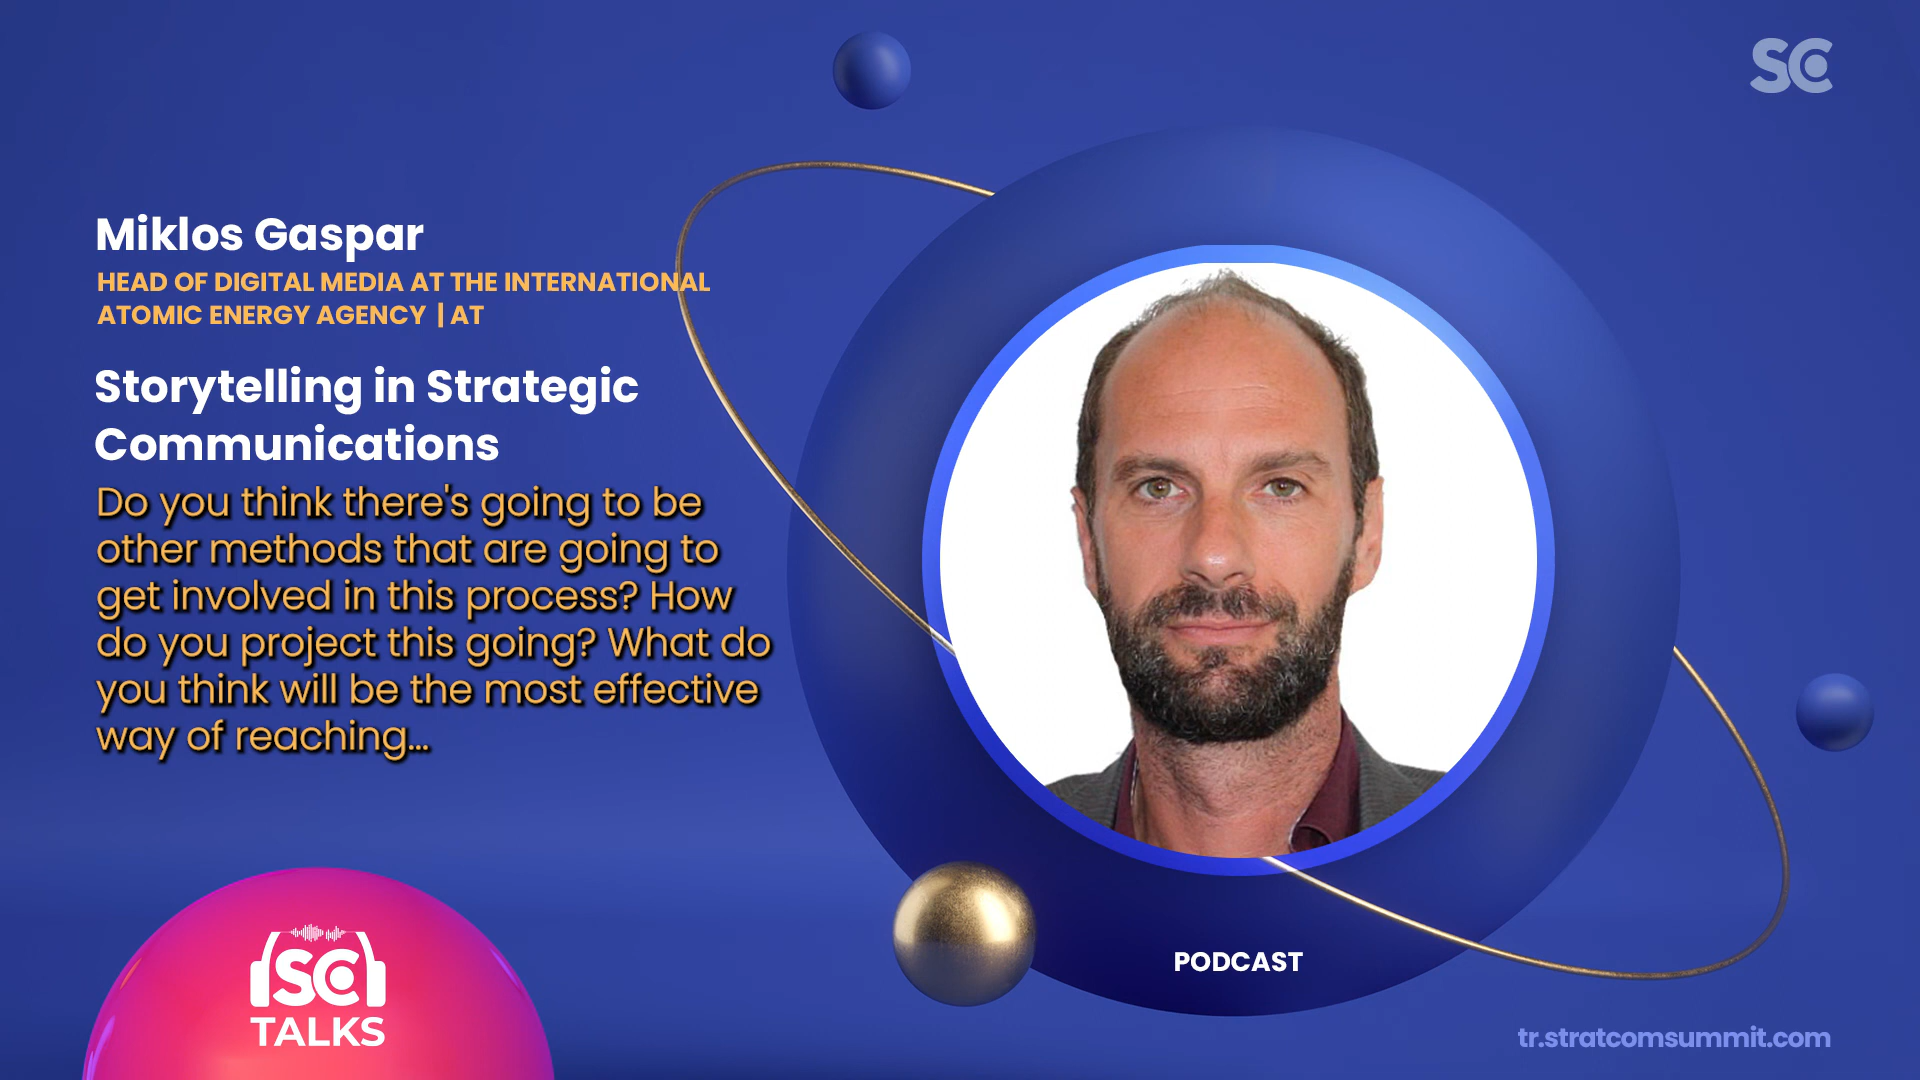 SC
Miklos Gaspar
HEAD OF DIGITAL MEDIA AT THE INTERNATIONAL
ATOMIC ENERGY AGENCY | AT
Storytelling in Strategic
Communications
Do you think there's going to be
other methods that are going to
get involved in this process? How
do you project this going? What do
you think will be the most effective
way of reaching...
SC
TALKS
PODCAST
tr.stratcomsummit.com